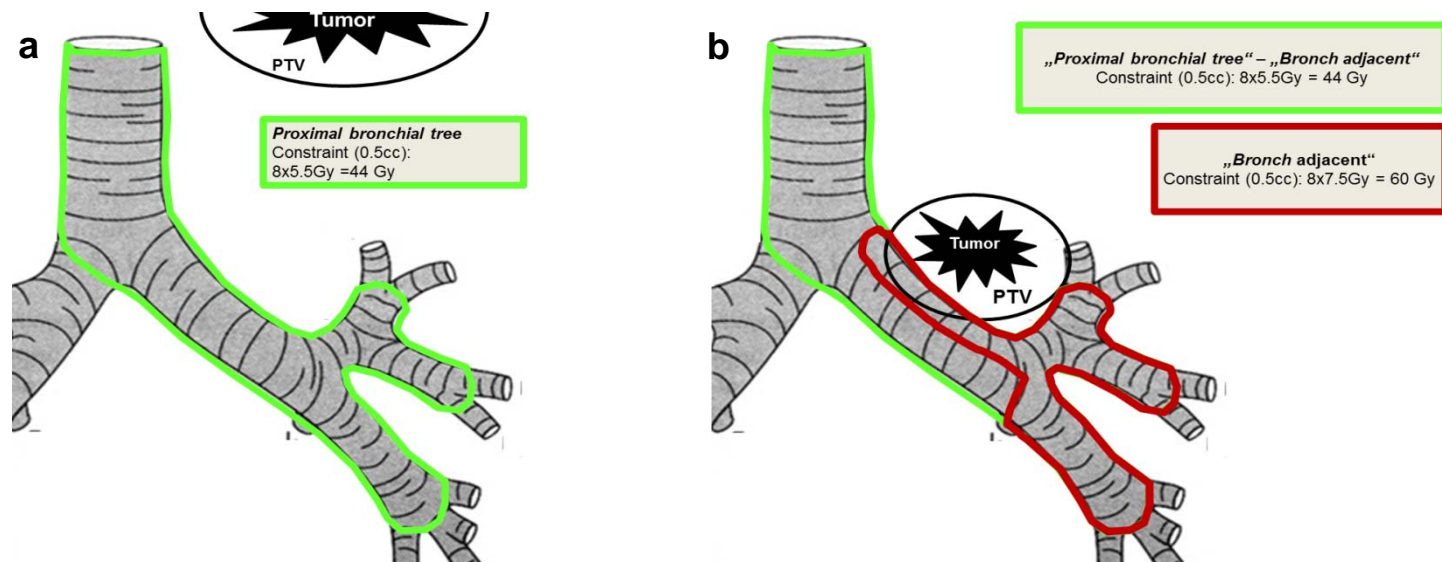 a
Tumor
PTV
Proximal bronchial tree
Constraint (0.5cc):
8x5.5Gy =44 Gy
b
„Proximal bronchial tree“ – „Bronch adjacent“
Constraint (0.5cc): 8x5.5Gy = 44 Gy
„Bronch adjacent“
Constraint (0.5cc): 8x7.5Gy = 60 Gy
Tumor
PTV